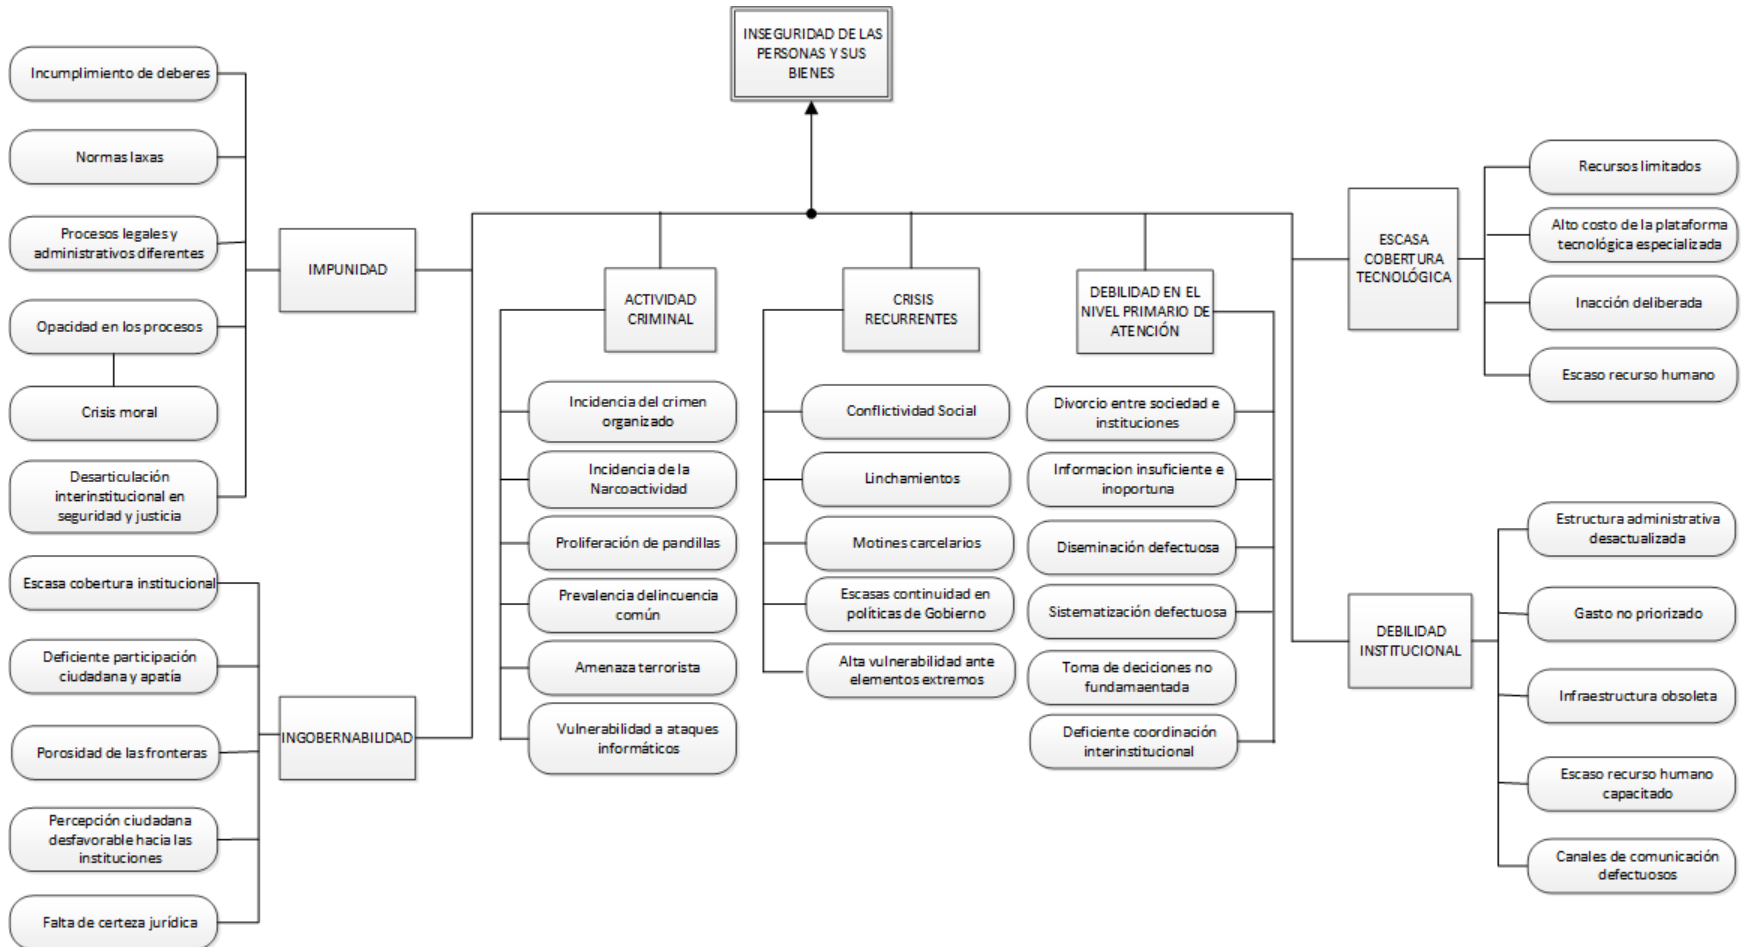 INSEGURIDAD DE LAS
PERSONAS Y SUS
BIENES
Incumplimiento de deberes
Normas laxas
Procesos legales y
administrativos diferentes
Opacidad en los procesos
Crisis moral
Desarticulación
interinstitucional en
seguridad y justicia
IMPUNIDAD
Escasa cobertura institucional
Deficiente participación
ciudadana y apatía
Porosidad de las fronteras
Percepción ciudadana
desfavorable hacia las
instituciones
Falta de certeza jurídica
INGOBERNABILIDAD
ACTIVIDAD
CRIMINAL
Incidencia del crimen
organizado
Incidencia de la
Narcoactividad
Proliferación de pandillas
Prevalencia delincuencia
común
Amenaza terrorista
Vulnerabilidad a ataques
informáticos
CRISIS
RECURRENTES
Conflictividad Social
Linchamientos
Motines carcelarios
Escasas continuidad en
políticas de Gobierno
Alta vulnerabilidad ante
elementos extremos
DEBILIDAD EN EL
NIVEL PRIMARIO DE
ATENCIÓN
Divorcio entre sociedad e
instituciones
Informacion insuficiente e
inoportuna
Diseminación defectuosa
Sistematización defectuosa
Toma de deciciones no
fundamaentada
Deficiente coordinación
interinstitucional
ESCASA
COBERTURA
TECNOLÓGICA
Recursos limitados
Alto costo de la plataforma
tecnológica especializada
Inacción deliberada
Escaso recurso humano
DEBILIDAD
INSTITUCIONAL
Estructura administrativa
desactualizada
Gasto no priorizado
Infraestructura obsoleta
Escaso recurso humano
capacitado
Canales de comunicación
defectuosos